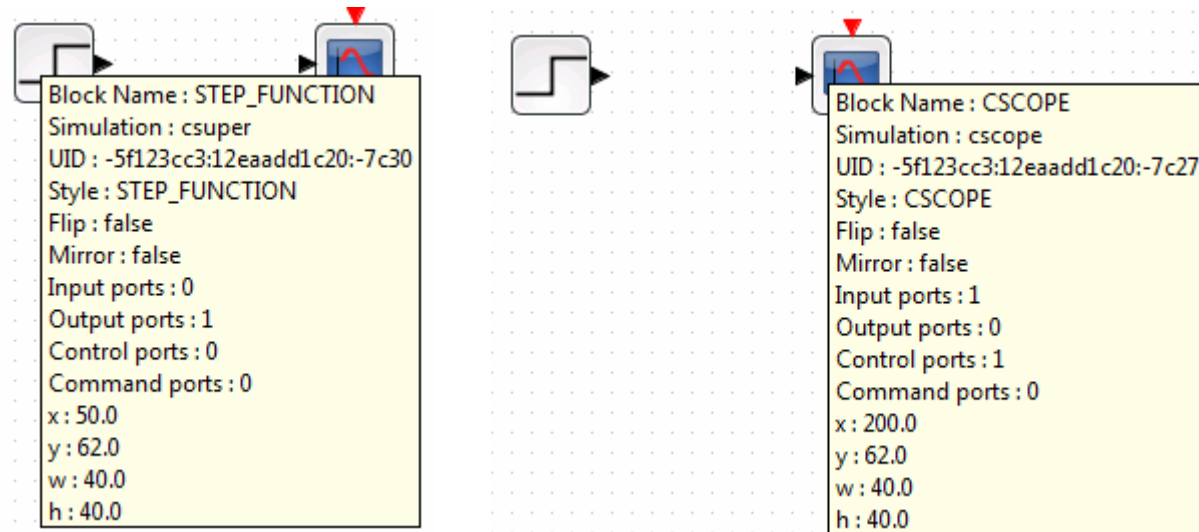 Block Name : STEP_FUNCTION
Simulation : csuper
UID : -5f123cc3:12eaadd1c20:-7c30
Style : STEP_FUNCTION
Flip : false
Mirror : false
Input ports : 0
Output ports : 1
Control ports : 0
Command ports : 0
x : 50.0
y : 62.0
w : 40.0
h : 40.0
Block Name : CSCOPE
Simulation : cscope
UID : -5f123cc3:12eaadd1c20:-7c27
Style : CSCOPE
Flip : false
Mirror : false
Input ports : 1
Output ports : 0
Control ports : 1
Command ports : 0
x : 200.0
y : 62.0
w : 40.0
h : 40.0